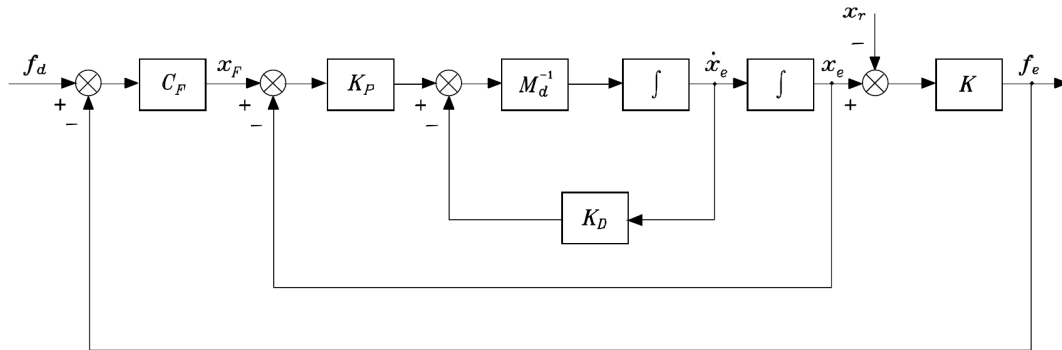 x_r
f_d
+
−
C_F
x_F
+
−
K_P
+
−
M_d^{-1}
∫
ẋ_e
∫
x_e
+
−
K
f_e
K_D